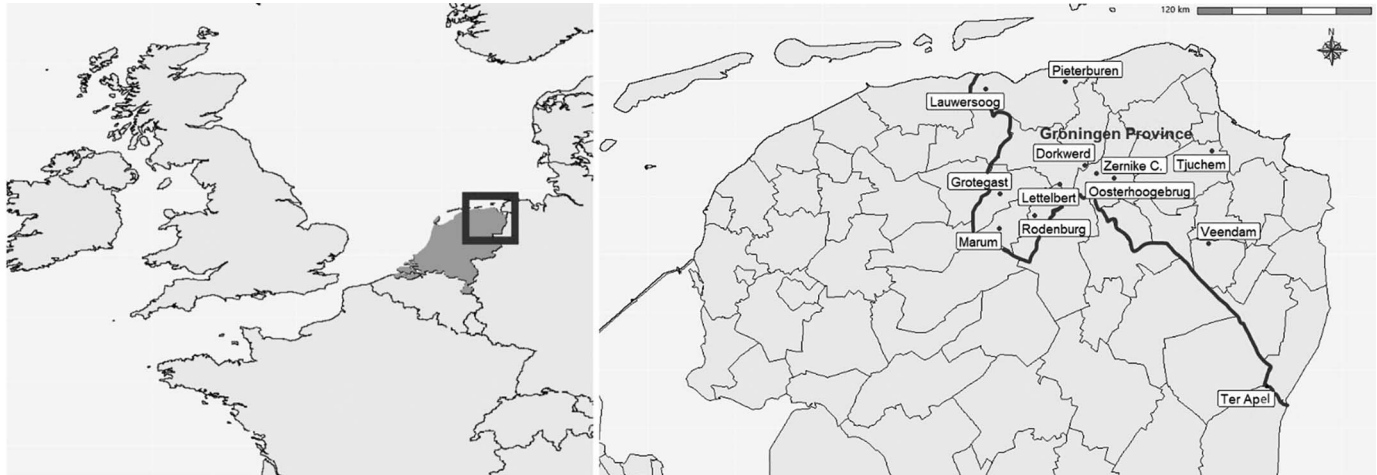 120 km
N
Pieterburen
Lauwersoog
Groningen Province
Dorkwerd
Zernike C.
Tjuchem
Grotegast
Lettelbert
Oosterhoogebrug
Marum
Rodenburg
Veendam
Ter Apel